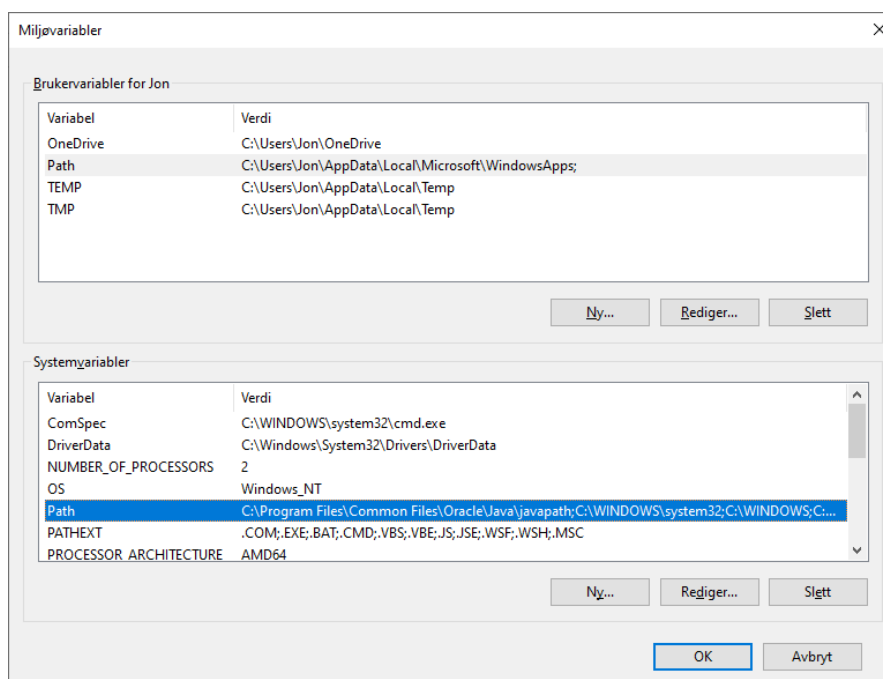 Miljøvariabler
Brukervariabler for Jon
Variabel Verdi
OneDrive C:\Users\Jon\OneDrive
Path C:\Users\Jon\AppData\Local\Microsoft\WindowsApps;
TEMP C:\Users\Jon\AppData\Local\Temp
TMP C:\Users\Jon\AppData\Local\Temp
Ny... Rediger... Slett
Systemvariabler
Variabel Verdi
ComSpec C:\WINDOWS\system32\cmd.exe
DriverData C:\Windows\System32\Drivers\DriverData
NUMBER_OF_PROCESSORS 2
OS Windows_NT
Path C:\Program Files\Common Files\Oracle\Java\javapath;C:\WINDOWS\system32;C:\WINDOWS;C:...
PATHEXT .COM;.EXE;.BAT;.CMD;.VBS;.VBE;.JS;.JSE;.WSF;.WSH;.MSC
PROCESSOR_ARCHITECTURE AMD64
Ny... Rediger... Slett
OK Avbryt